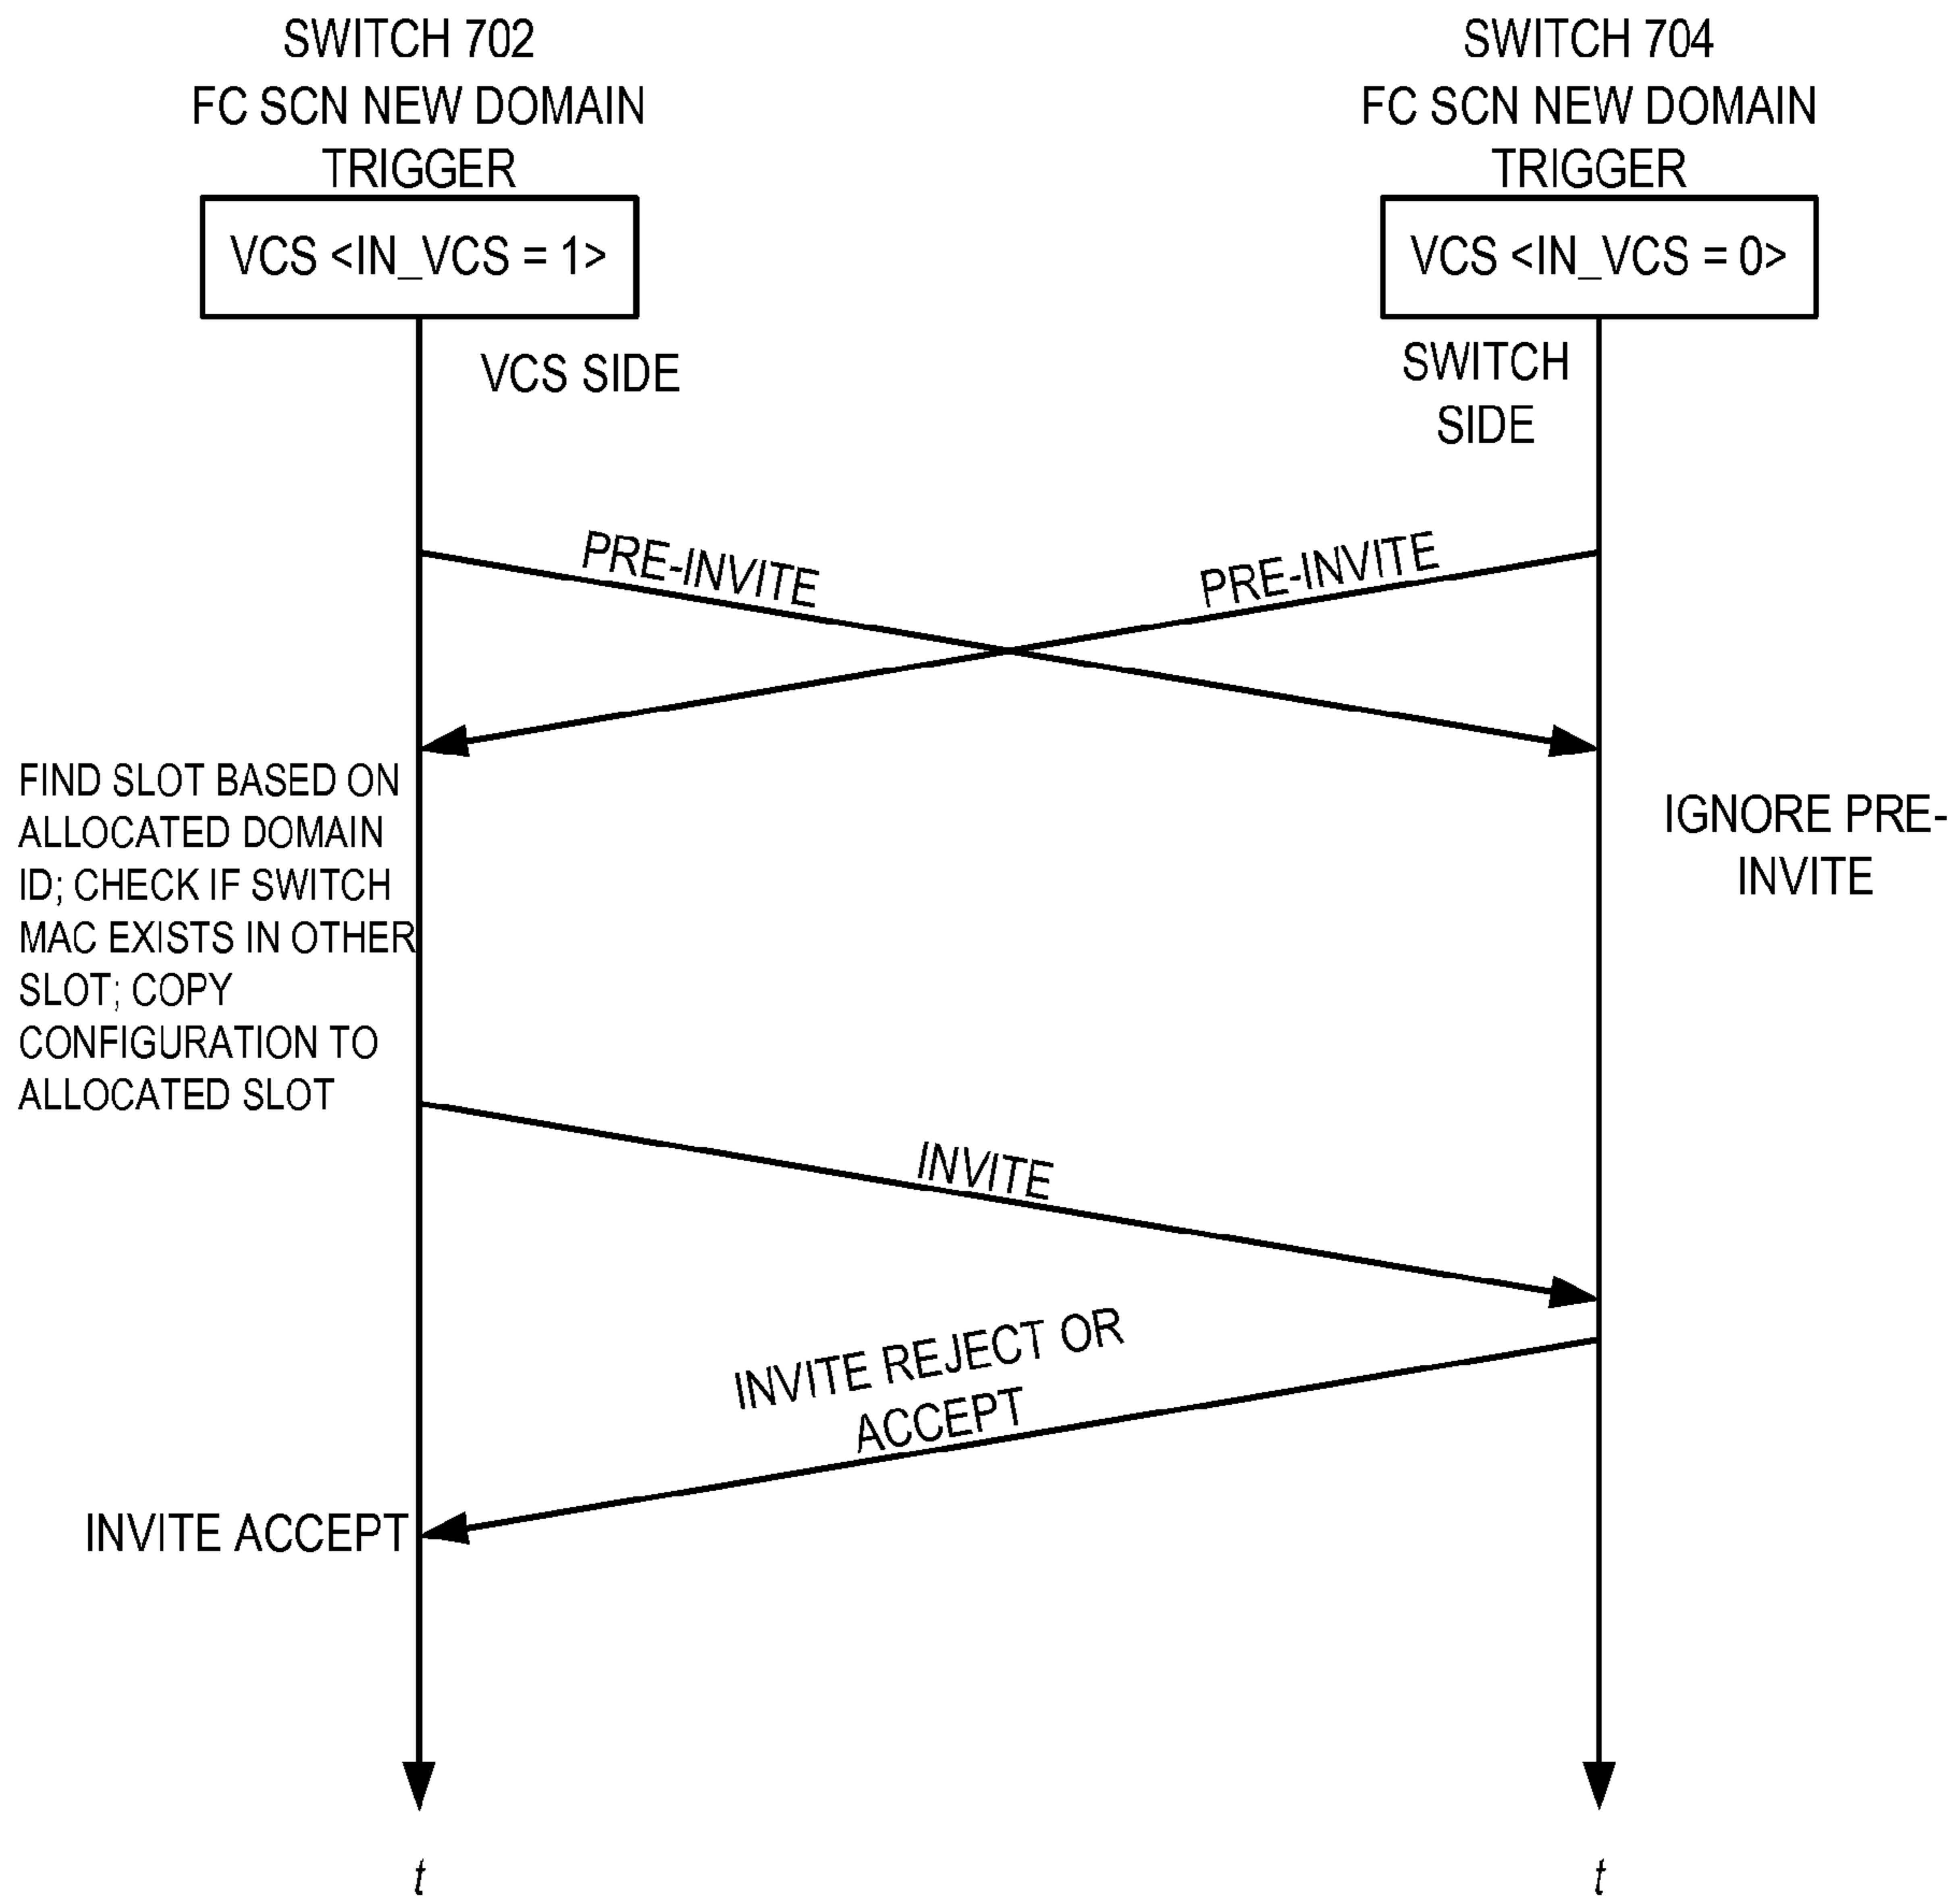 SWITCH 702
FC SCN NEW DOMAIN
TRIGGER
VCS <IN_VCS = 1>
VCS SIDE
SWITCH 704
FC SCN NEW DOMAIN
TRIGGER
VCS <IN_VCS = 0>
SWITCH
SIDE
PRE-INVITE
PRE-INVITE
FIND SLOT BASED ON
ALLOCATED DOMAIN
ID; CHECK IF SWITCH
MAC EXISTS IN OTHER
SLOT; COPY
CONFIGURATION TO
ALLOCATED SLOT
IGNORE PRE-
INVITE
INVITE
INVITE REJECT OR
ACCEPT
INVITE ACCEPT
t
t